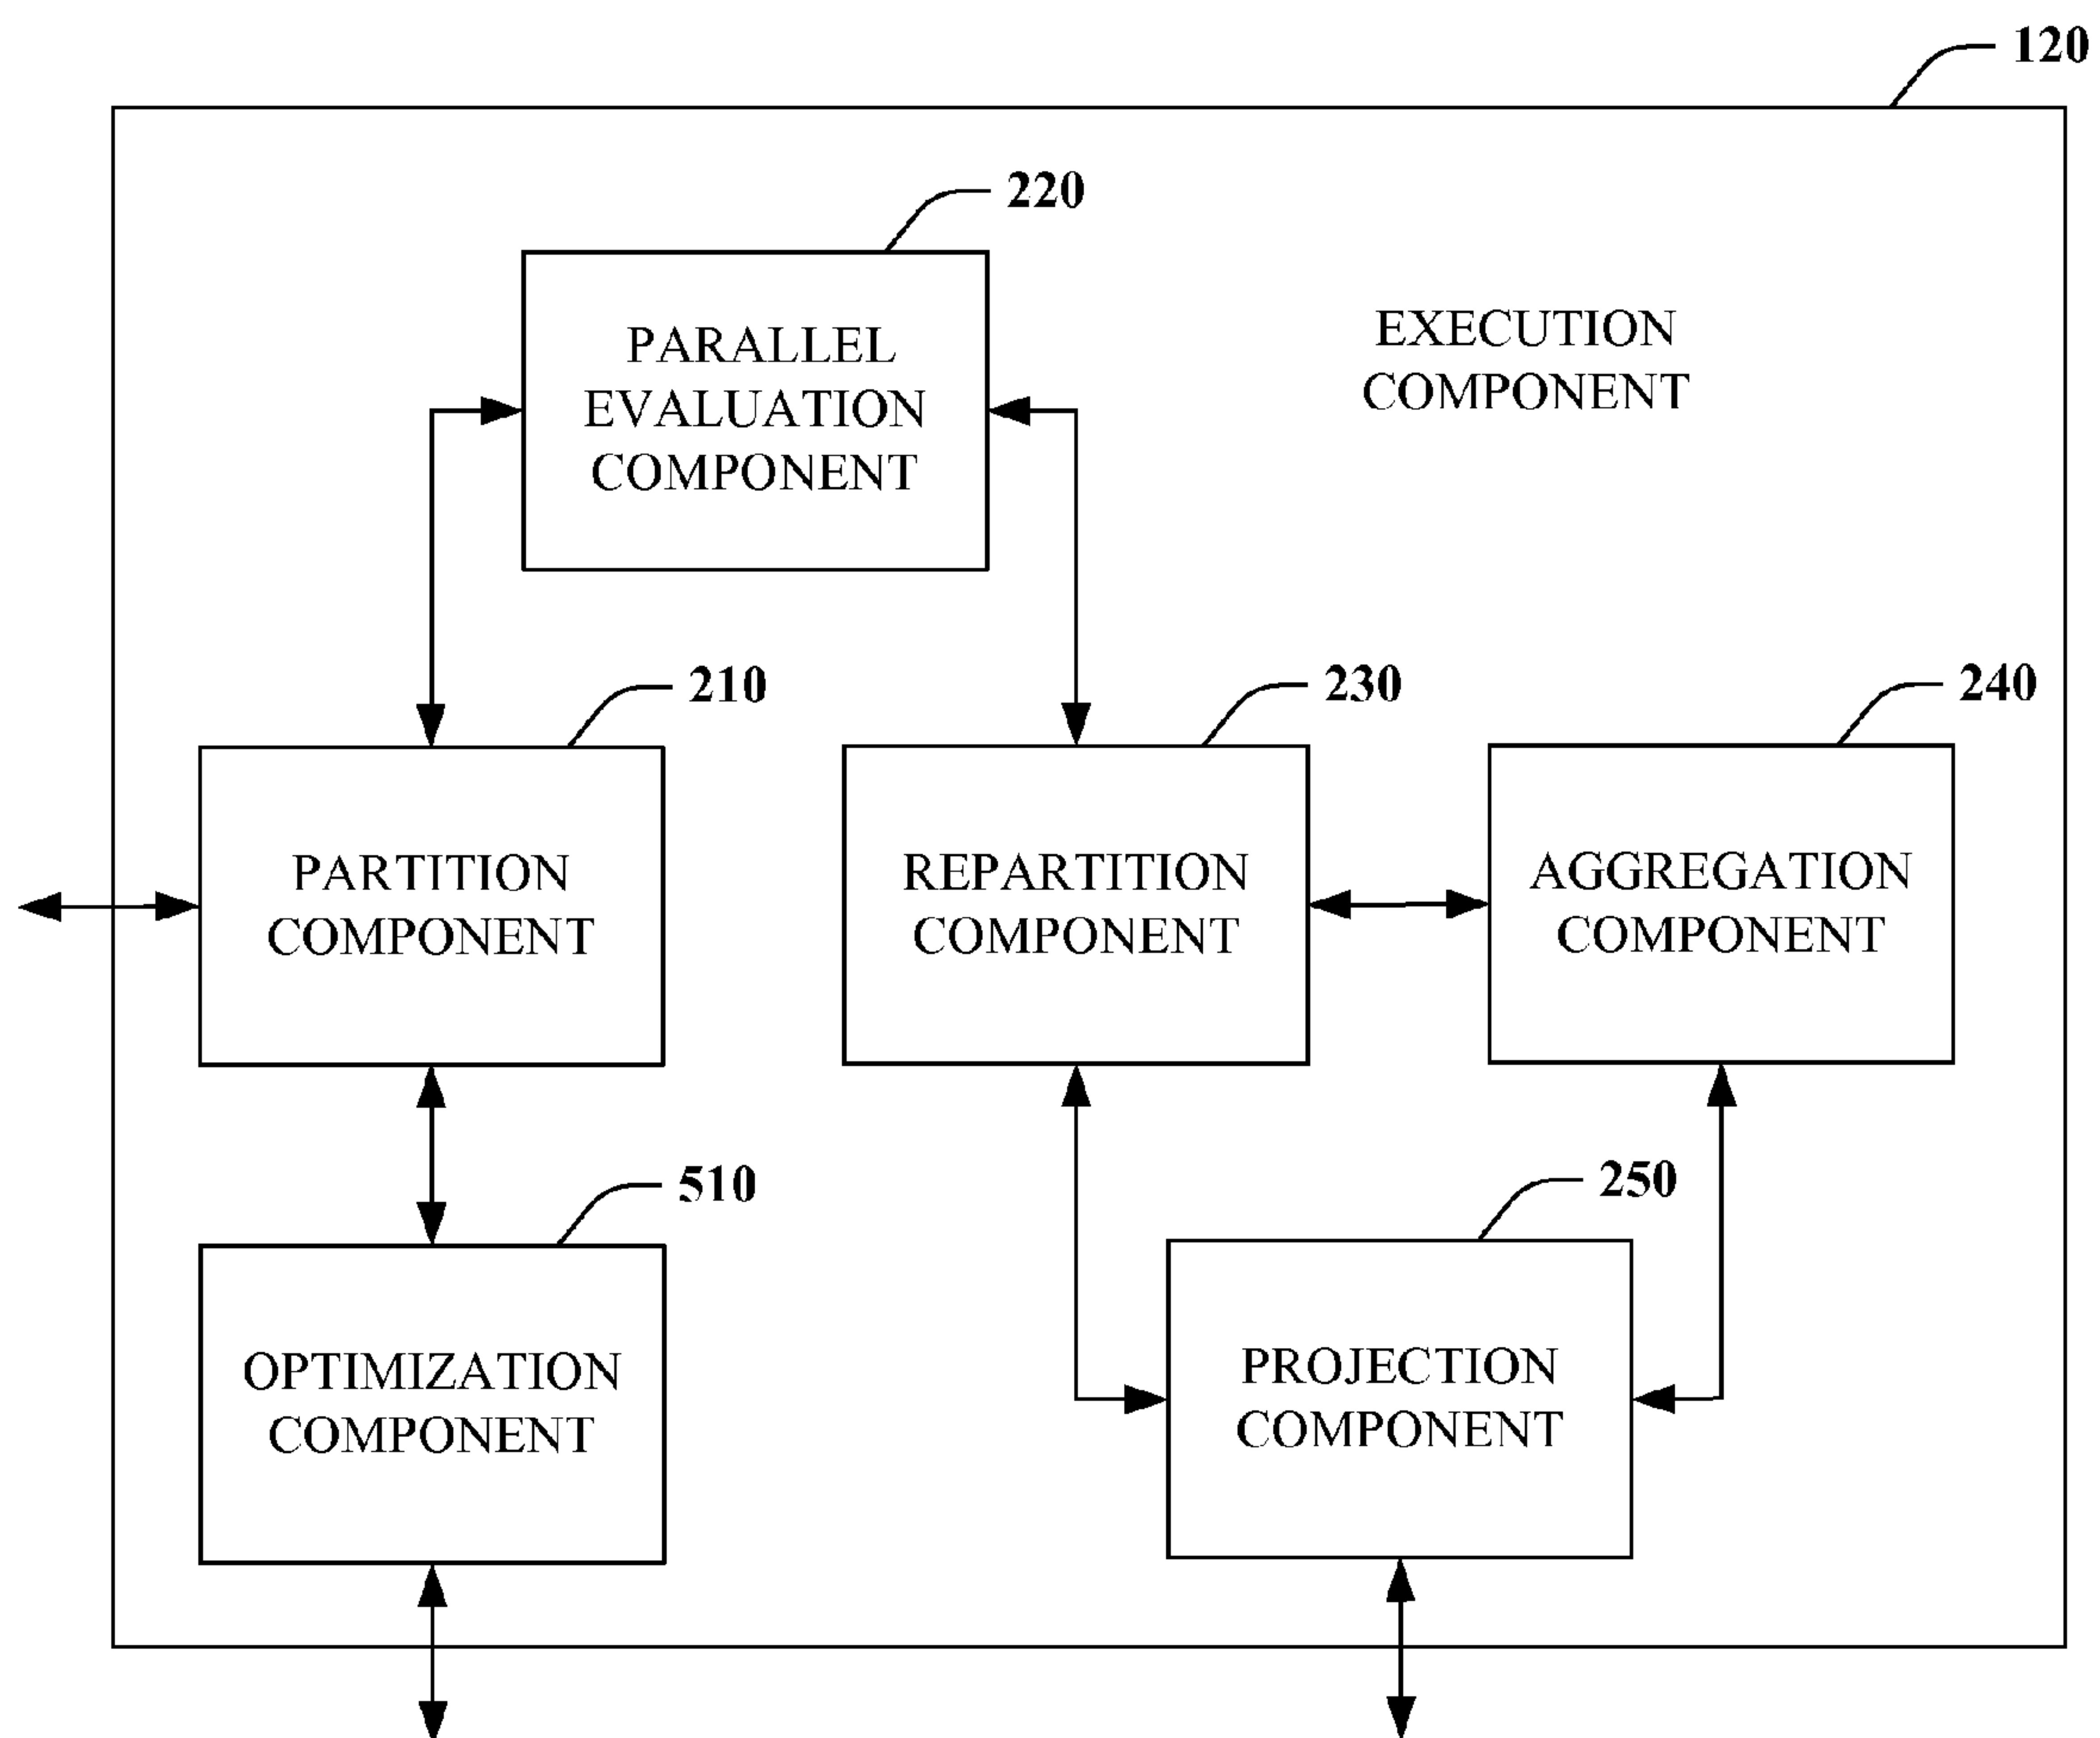 120
220
PARALLEL
EVALUATION
COMPONENT
EXECUTION
COMPONENT
210
230
240
PARTITION
COMPONENT
REPARTITION
COMPONENT
AGGREGATION
COMPONENT
510
250
OPTIMIZATION
COMPONENT
PROJECTION
COMPONENT